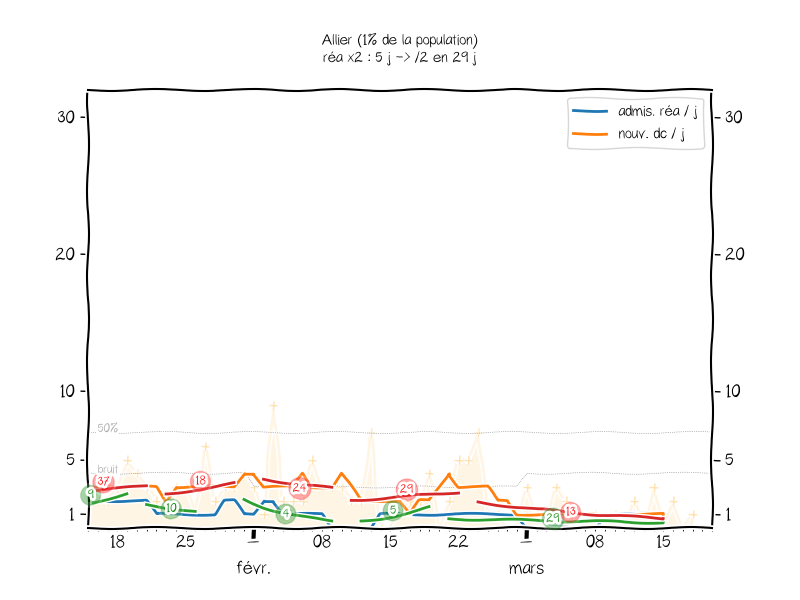 Allier (1% de la population)
réa x2 : 5 j -> /2 en 29 j
admis. réa / j
nouv. dc / j
30 30
20 20
10 10
50%
5 5
bruit
37 18 24 29 13
9 10 4 5 29
1 1
18 25 1 08 15 22 1 08 15
févr. mars